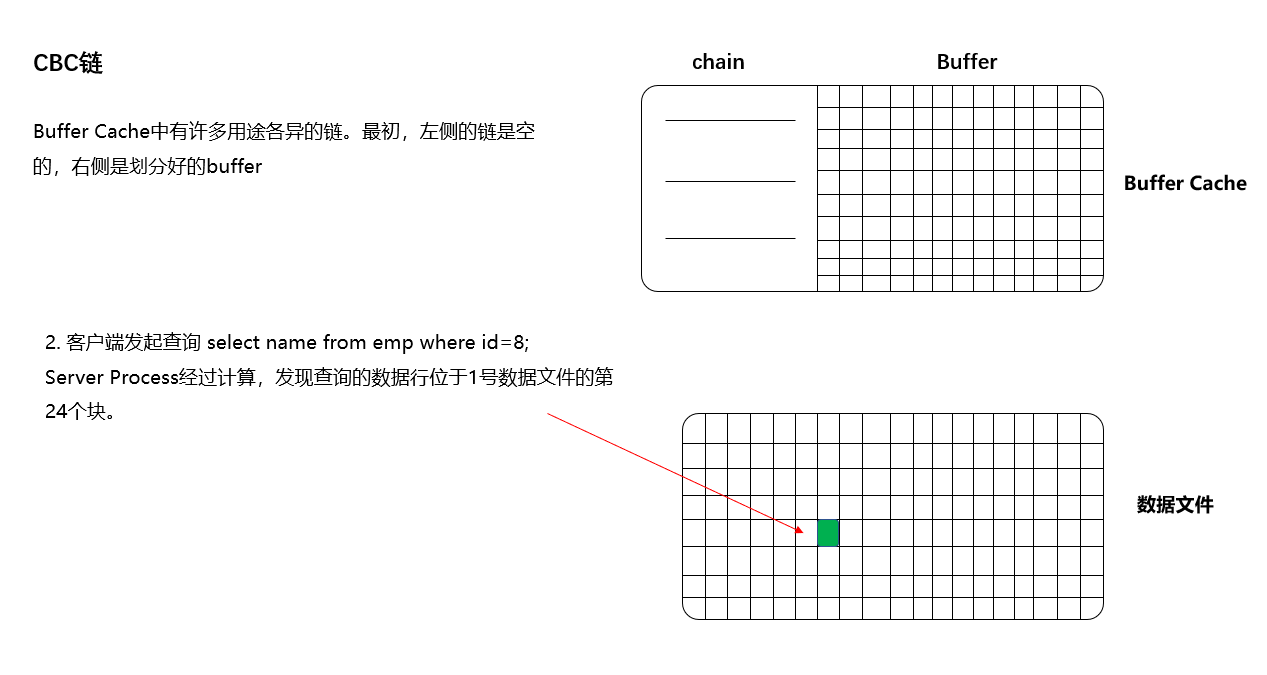 CBC链
chain
Buffer
Buffer Cache中有许多用途各异的链。最初，左侧的链是空
的，右侧是划分好的buffer
Buffer Cache
2. 客户端发起查询 select name from emp where id=8;
Server Process经过计算，发现查询的数据行位于1号数据文件的第
24个块。
数据文件